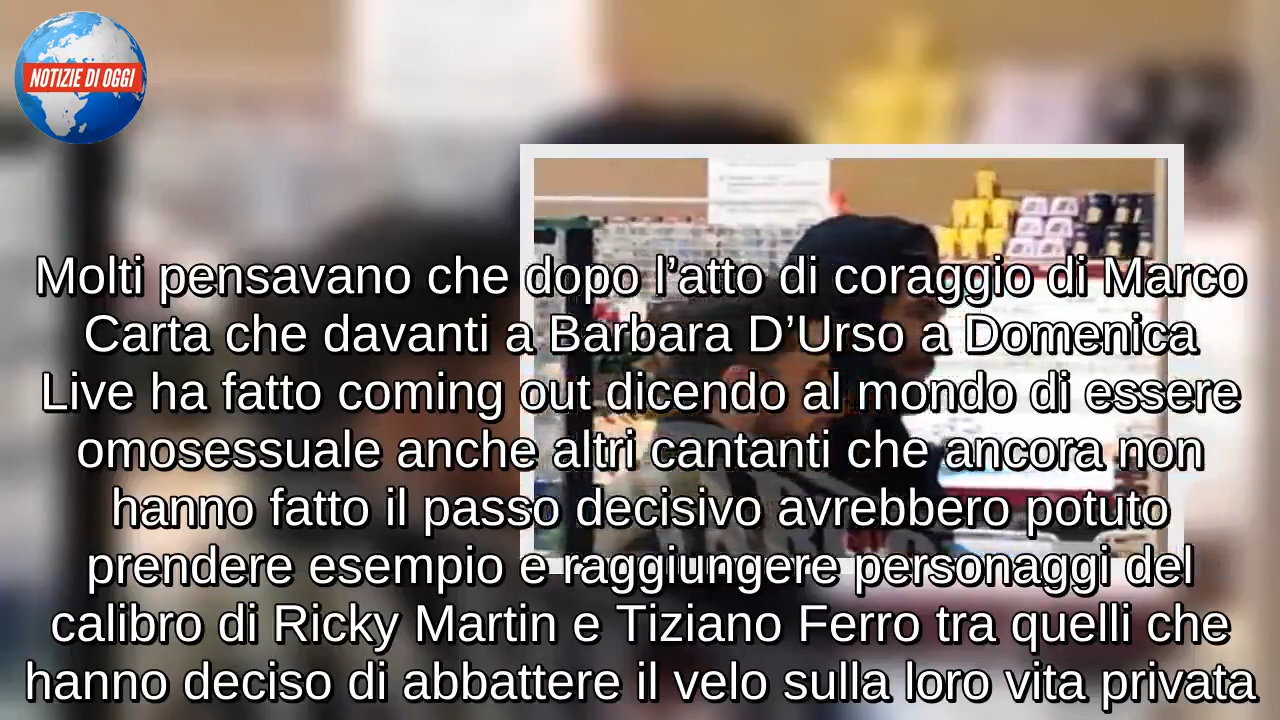 NOTIZIE DI OGGI
Molti pensavano che dopo l’atto di coraggio di Marco
Carta che davanti a Barbara D’Urso a Domenica
Live ha fatto coming out dicendo al mondo di essere
omosessuale anche altri cantanti che ancora non
hanno fatto il passo decisivo avrebbero potuto
prendere esempio e raggiungere personaggi del
calibro di Ricky Martin e Tiziano Ferro tra quelli che
hanno deciso di abbattere il velo sulla loro vita privata